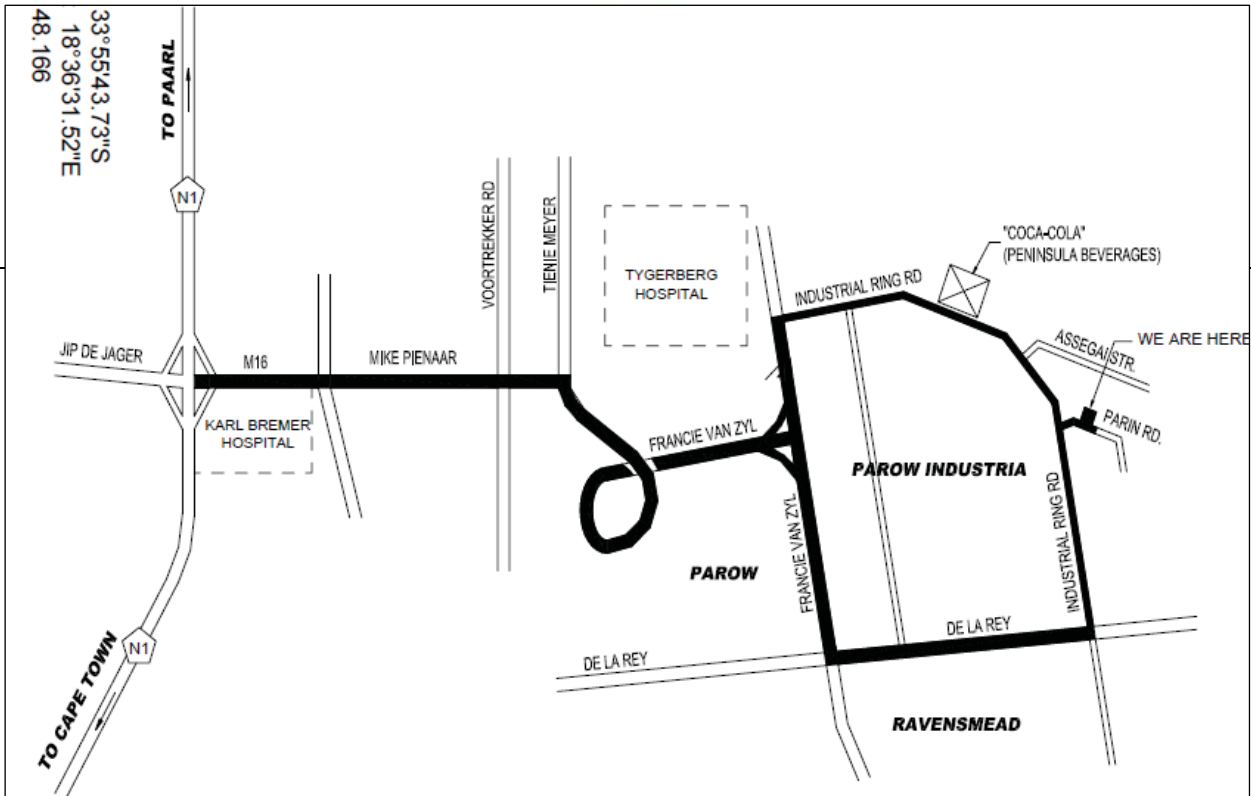 33°55'43.73"S
18°36'31.52"E
48.166
TO PAARL
N1
JIP DE JAGER
M16
MIKE PIENAAR
KARL BREMER
HOSPITAL
VOORTREKKER RD
TIENIE MEYER
TYGERBERG
HOSPITAL
"COCA-COLA"
(PENINSULA BEVERAGES)
INDUSTRIAL RING RD
ASSEGAI STR.
WE ARE HERE
PARIN RD.
FRANCIE VAN ZYL
PAROW INDUSTRIA
INDUSTRIAL RING RD
FRANCIE VAN ZYL
PAROW
DE LA REY
DE LA REY
RAVENSMEAD
N1
TO CAPE TOWN